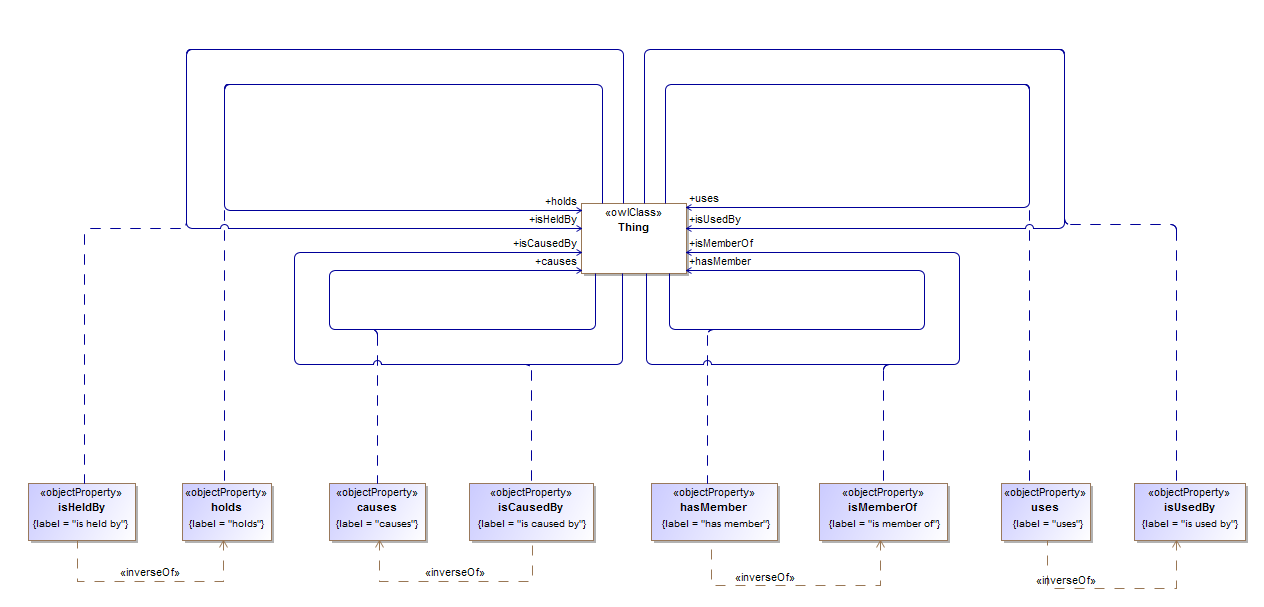 +holds
+uses
«owlClass»
Thing
+isHeldBy
+isUsedBy
+isCausedBy
+isMemberOf
+causes
+hasMember
«objectProperty»
isHeldBy
{label = "is held by"}
«objectProperty»
holds
{label = "holds"}
«objectProperty»
causes
{label = "causes"}
«objectProperty»
isCausedBy
{label = "is caused by"}
«objectProperty»
hasMember
{label = "has member"}
«objectProperty»
isMemberOf
{label = "is member of"}
«objectProperty»
uses
{label = "uses"}
«objectProperty»
isUsedBy
{label = "is used by"}
«inverseOf»
«inverseOf»
«inverseOf»
«inverseOf»